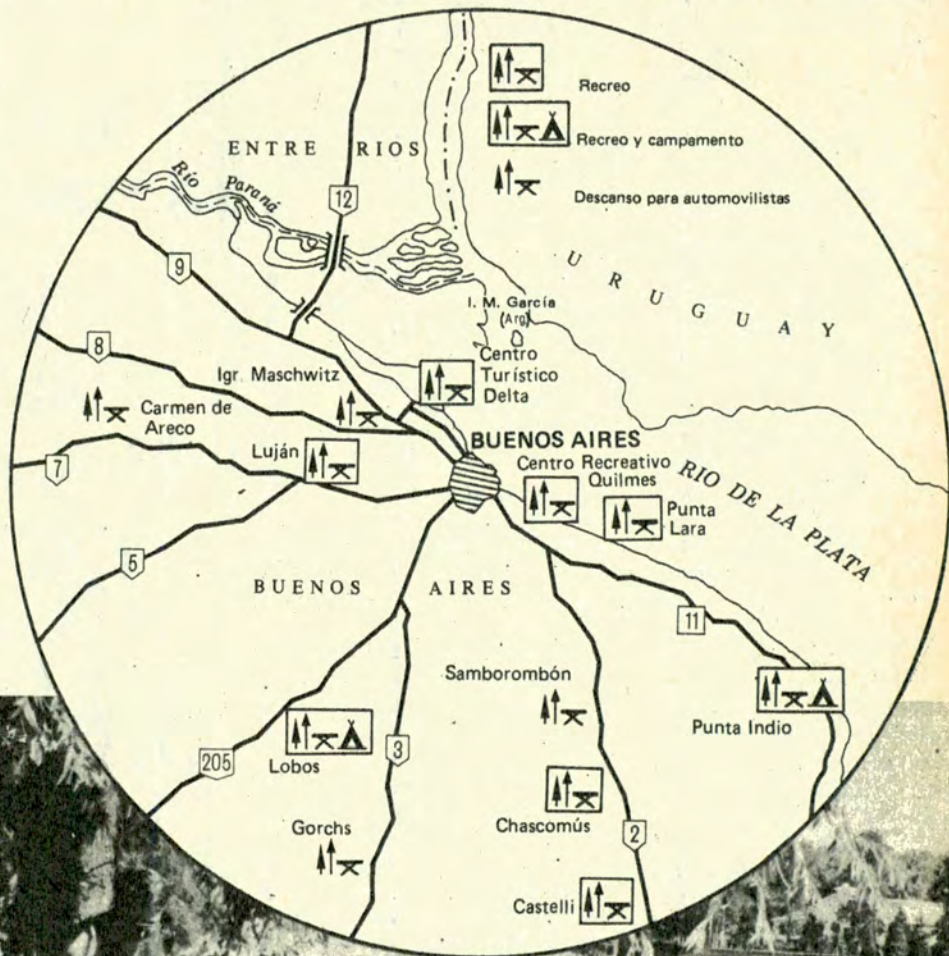 Recreo
Recreo y campamento
Descanso para automovilistas
ENTRE RIOS
Río Paraná
12
9
URUGUAY
I. M. García
(Arg)
8
Igr. Maschwitz
Centro
Turístico
Delta
Carmen de
Areco
Luján
7
BUENOS AIRES
Centro Recreativo
Quilmes
RIO DE LA PLATA
Punta
Lara
5
BUENOS AIRES
11
Samborombón
Punta Indio
205
Lobos
3
Chascomús
Gorchs
2
Castelli